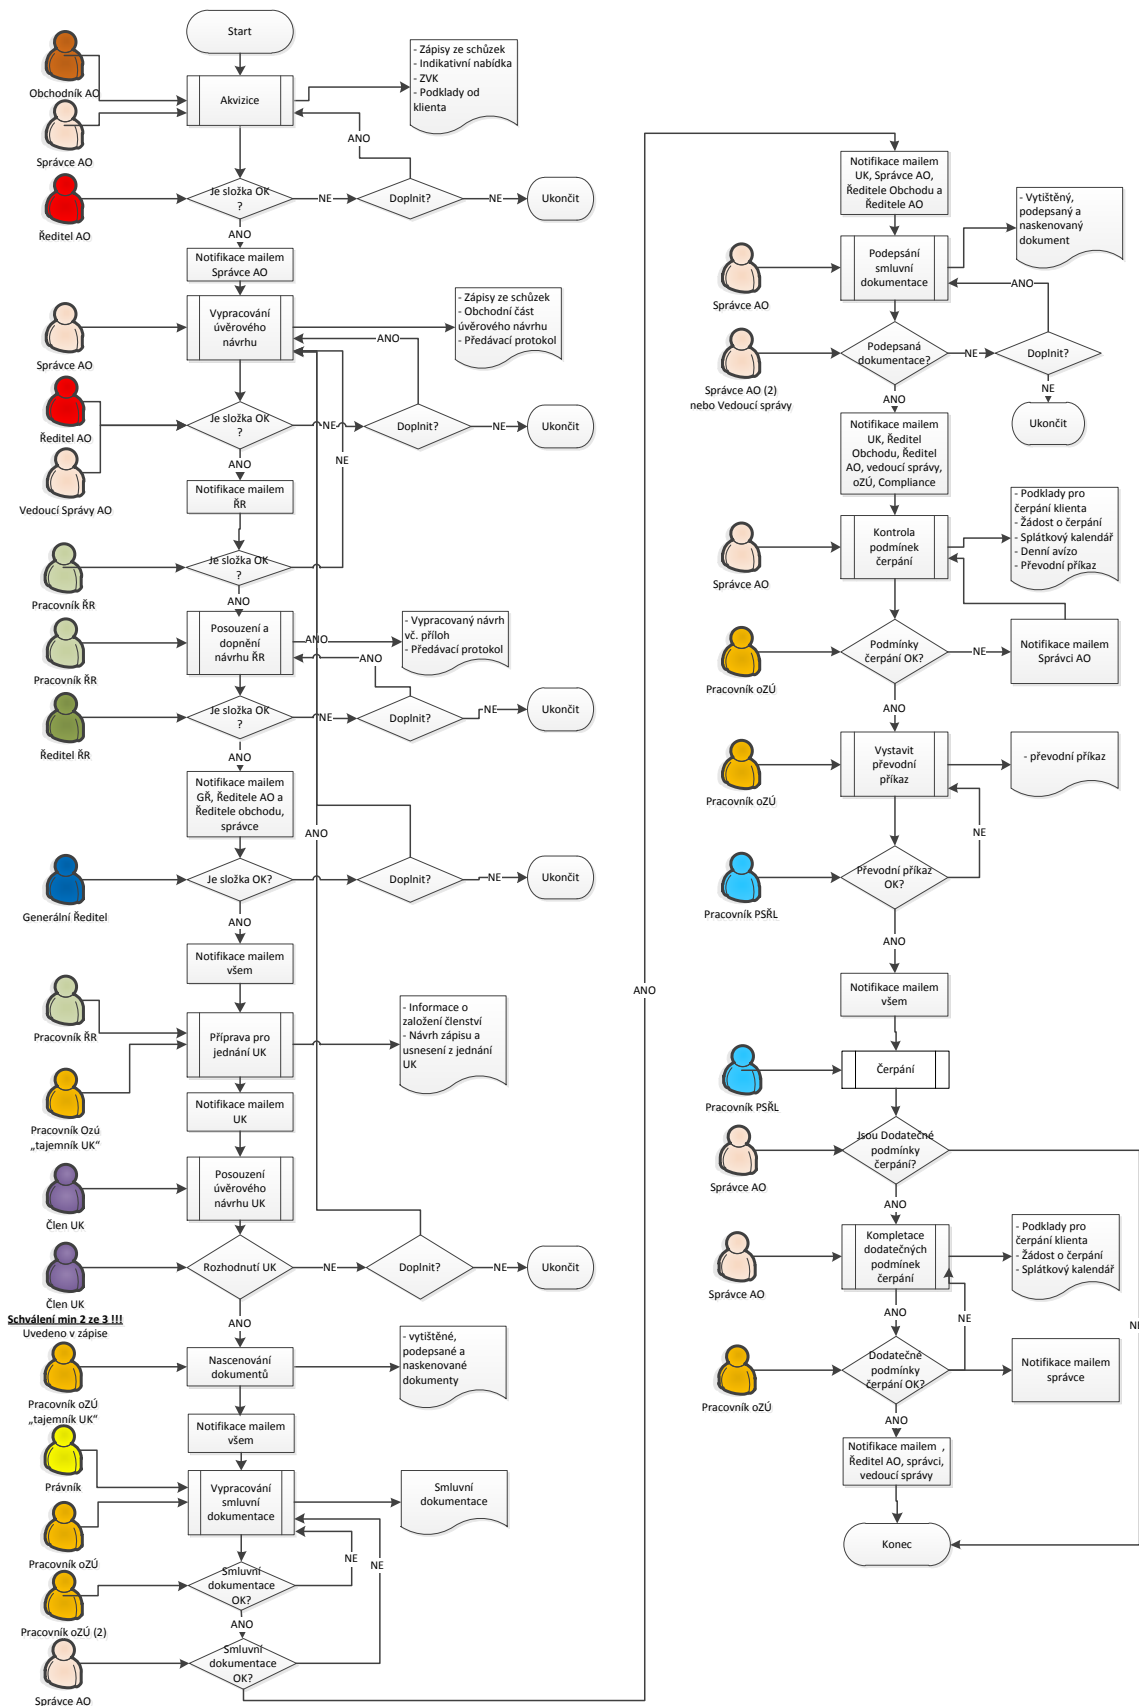 Start
Obchodník AO
Akvizice
- Zápisy ze schůzek
- Indikativní nabídka
- ZVK
- Podklady od
klienta
Správce AO
ANO
Ředitel AO
Je složka OK
?
NE
Doplnit?
NE
Ukončit
ANO
Notifikace mailem
Správce AO
Správce AO
Vypracování
úvěrového
návrhu
- Zápisy ze schůzek
- Obchodní část
úvěrového návrhu
- Předávací protokol
ANO
Ředitel AO
Je složka OK
?
NE
Doplnit?
NE
Ukončit
NE
Vedoucí Správy AO
ANO
Notifikace mailem
ŘR
Pracovník ŘR
Je složka OK
?
ANO
Pracovník ŘR
Posouzení a
dopnění
návrhu ŘR
ANO
- Vypracovaný návrh
vč. příloh
- Předávací protokol
ANO
Ředitel ŘR
Je složka OK
?
NE
Doplnit?
NE
Ukončit
ANO
Notifikace mailem
GŘ, Ředitele AO a
Ředitele obchodu,
správce
ANO
Generální Ředitel
Je složka OK?
NE
Doplnit?
NE
Ukončit
ANO
Notifikace mailem
všem
Pracovník ŘR
Příprava pro
jednání UK
- Informace o
založení členství
- Návrh zápisu a
usnesení z jednání
UK
Pracovník Ozú
„tajemník UK“
Notifikace mailem
UK
Člen UK
Posouzení
úvěrového
návrhu UK
Člen UK
Schválení min 2 ze 3 !!!
Uvedeno v zápise
Rozhodnutí UK
NE
Doplnit?
NE
Ukončit
ANO
Pracovník oZÚ
„tajemník UK“
Nascenování
dokumentů
- vytištěné,
podepsané a
naskenované
dokumenty
Notifikace mailem
všem
Právník
Pracovník oZÚ
Vypracování
smluvní
dokumentace
Smluvní
dokumentace
NE
NE
Pracovník oZÚ (2)
Smluvní
dokumentace
OK?
ANO
Správce AO
Smluvní
dokumentace
OK?
ANO
Notifikace mailem
UK, Správce AO,
Ředitele Obchodu a
Ředitele AO
Správce AO
Podepsání
smluvní
dokumentace
- Vytištěný,
podepsaný a
naskenovaný
dokument
ANO
Správce AO (2)
nebo Vedoucí správy
Podepsaná
dokumentace?
NE
Doplnit?
NE
Ukončit
ANO
Notifikace mailem
UK, Ředitel
Obchodu, Ředitel
AO, vedoucí správy,
oZÚ, Compliance
Správce AO
Kontrola
podmínek
čerpání
- Podklady pro
čerpání klienta
- Žádost o čerpání
- Splátkový kalendář
- Denní avízo
- Převodní příkaz
Pracovník oZÚ
Podmínky
čerpání OK?
NE
Notifikace mailem
Správci AO
ANO
Pracovník oZÚ
Vystavit
převodní
příkaz
- převodní příkaz
NE
Pracovník PSŘL
Převodní příkaz
OK?
ANO
Notifikace mailem
všem
Pracovník PSŘL
Čerpání
Správce AO
Jsou Dodatečné
podmínky
čerpání?
ANO
Správce AO
Kompletace
dodatečných
podmínek
čerpání
- Podklady pro
čerpání klienta
- Žádost o čerpání
- Splátkový kalendář
ANO
NE
NE
Pracovník oZÚ
Dodatečné
podmínky
čerpání OK?
Notifikace mailem
správce
ANO
Notifikace mailem ,
Ředitel AO, správci,
vedoucí správy
Konec